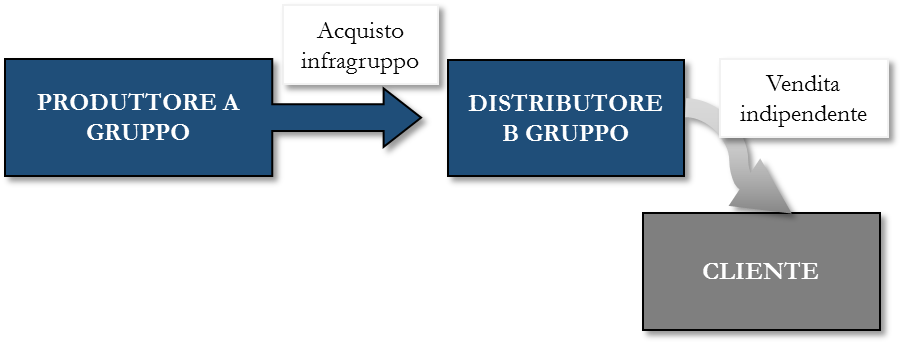 Acquisto
infragruppo
PRODUTTORE A
GRUPPO
DISTRIBUTORE
B GRUPPO
Vendita
indipendente
CLIENTE